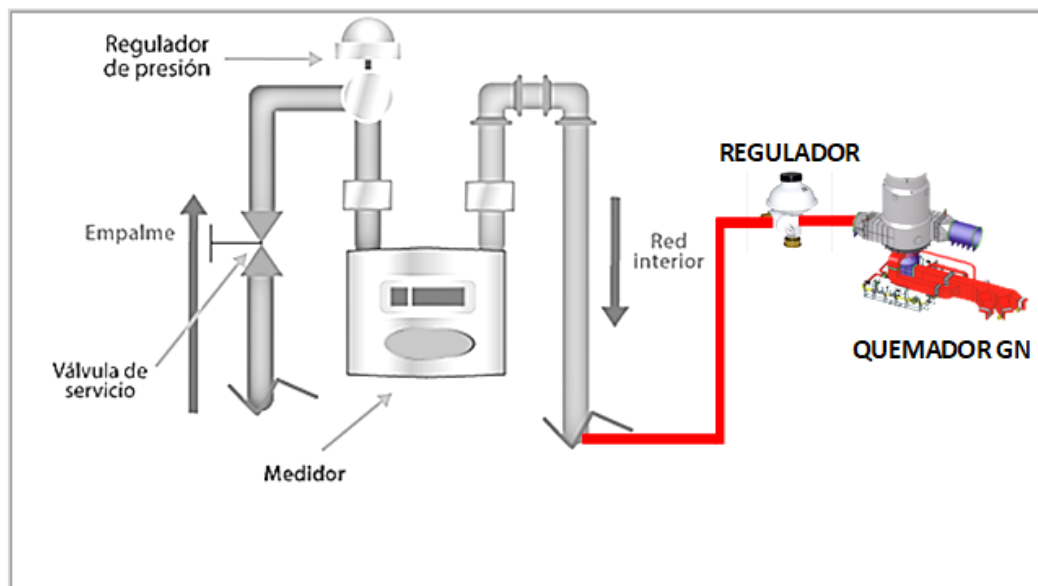 Regulador
de presión
REGULADOR
Empalme
Red
interior
QUEMADOR GN
Válvula de
servicio
Medidor